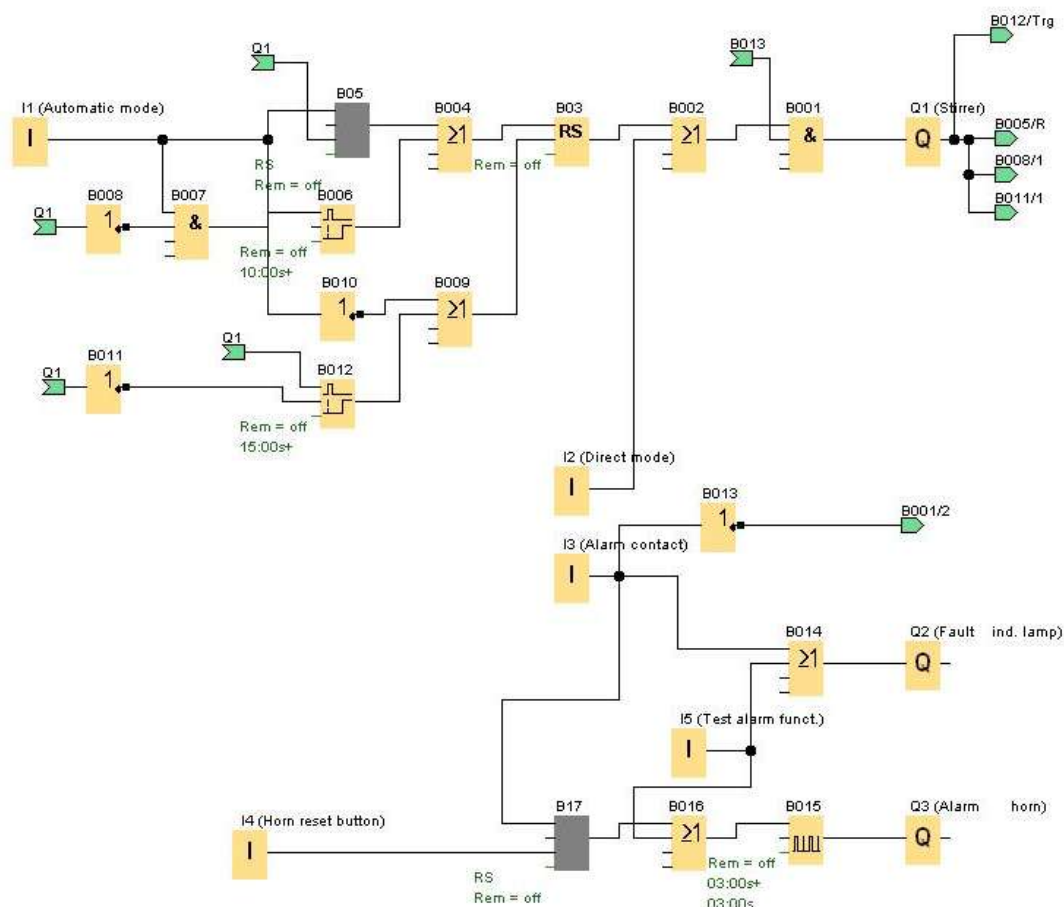 B012/Trg
Q1
B013
I1 (Automatic mode)
B05
B004
B03
B002
B001
Q1 (Stirrer)
I
≥1
RS
≥1
&
Q
B005/R
RS
Rem = off
Rem = off
B008/1
B008
B007
B006
Q1
1
&
B011/1
Rem = off
10:00s+
B010
B009
1
≥1
Q1
B011
B012
Q1
1
Rem = off
15:00s+
I2 (Direct mode)
I
B013
B001/2
1
I3 (Alarm contact)
I
B014
Q2 (Fault ind. lamp)
≥1
Q
I5 (Test alarm funct.)
I
B17
B016
B015
Q3 (Alarm horn)
I4 (Horn reset button)
≥1
Q
I
Rem = off
RS
03:00s+
Rem = off
03:00s